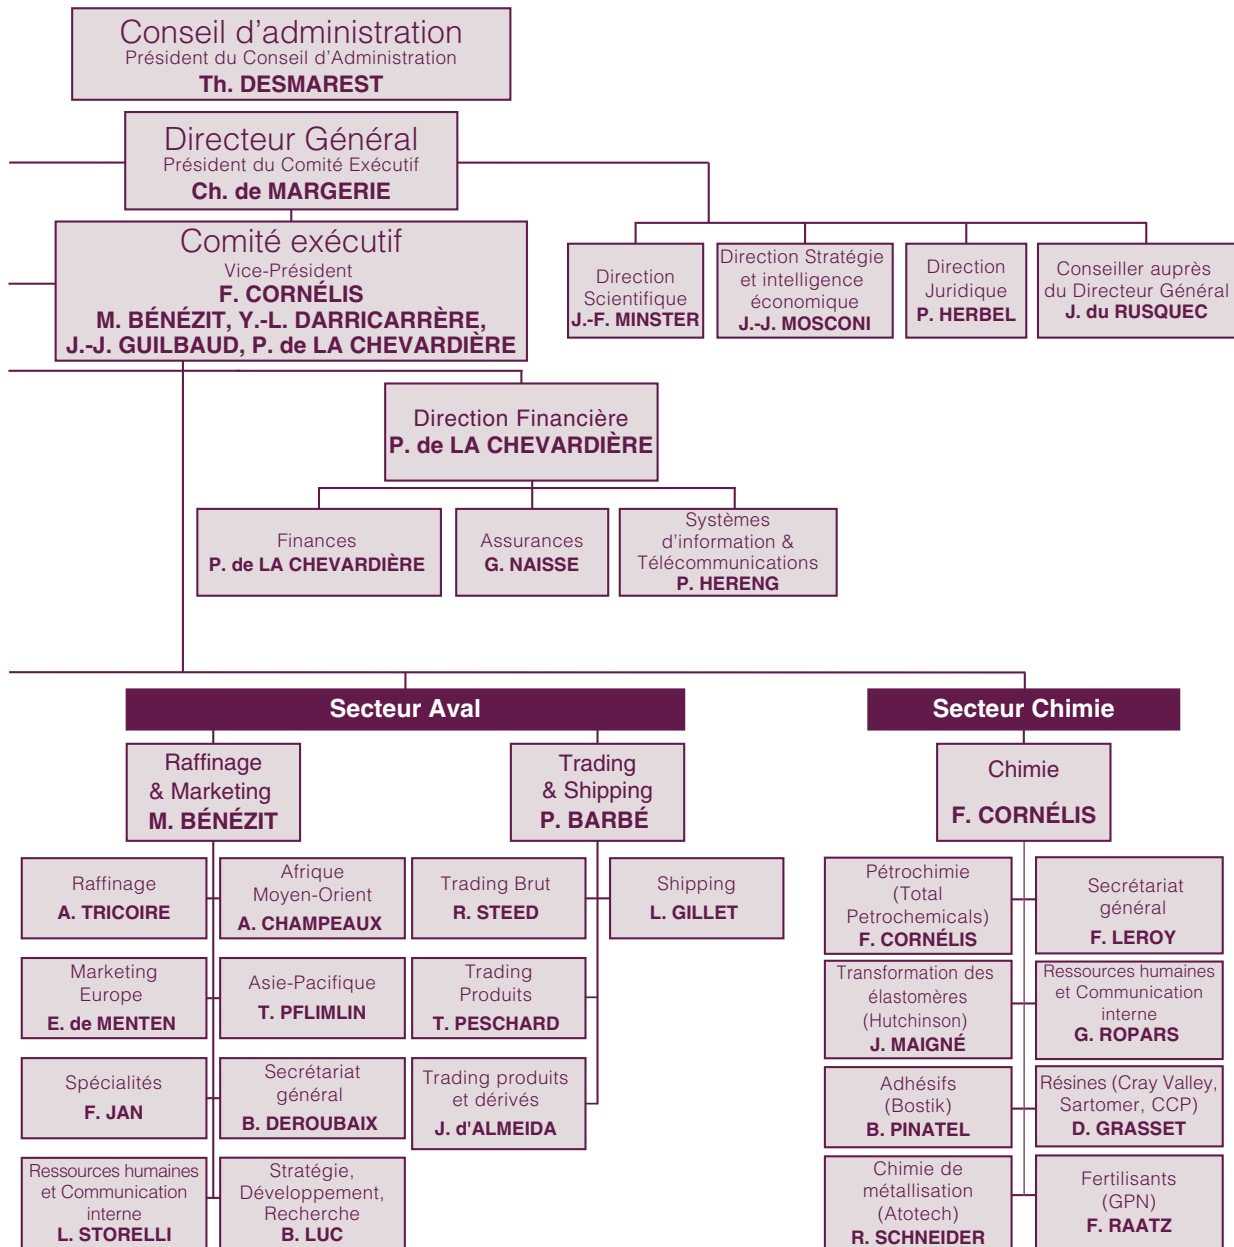 Conseil d'administration
Président du Conseil d'Administration
Th. DESMAREST
Directeur Général
Président du Comité Exécutif
Ch. de MARGERIE
Comité exécutif
Vice-Président
F. CORNÉLIS
M. BÉNÉZIT, Y.-L. DARRICARRÈRE,
J.-J. GUILBAUD, P. de LA CHEVARDIÈRE
Direction
Scientifique
J.-F. MINSTER
Direction Stratégie
et intelligence
économique
J.-J. MOSCONI
Direction
Juridique
P. HERBEL
Conseiller auprès
du Directeur Général
J. du RUSQUEC
Direction Financière
P. de LA CHEVARDIÈRE
Finances
P. de LA CHEVARDIÈRE
Assurances
G. NAISSE
Systèmes
d'information &
Télécommunications
P. HERENG
Secteur Aval
Raffinage
& Marketing
M. BÉNÉZIT
Trading
& Shipping
P. BARBÉ
Raffinage
A. TRICOIRE
Afrique
Moyen-Orient
A. CHAMPEAUX
Marketing
Europe
E. de MENTEN
Asie-Pacifique
T. PFLIMLIN
Spécialités
F. JAN
Secrétariat
général
B. DEROUBAIX
Ressources humaines
et Communication
interne
L. STORELLI
Stratégie,
Développement,
Recherche
B. LUC
Trading Brut
R. STEED
Shipping
L. GILLET
Trading
Produits
T. PESCHARD
Trading produits
et dérivés
J. d'ALMEIDA
Secteur Chimie
Chimie
F. CORNÉLIS
Pétrochimie
(Total
Petrochemicals)
F. CORNÉLIS
Secrétariat
général
F. LEROY
Transformation des
élastomères
(Hutchinson)
J. MAIGNÉ
Ressources humaines
et Communication
interne
G. ROPARS
Adhésifs
(Bostik)
B. PINATEL
Résines (Cray Valley,
Sartomer, CCP)
D. GRASSET
Chimie de
métallisation
(Atotech)
R. SCHNEIDER
Fertilisants
(GPN)
F. RAATZ